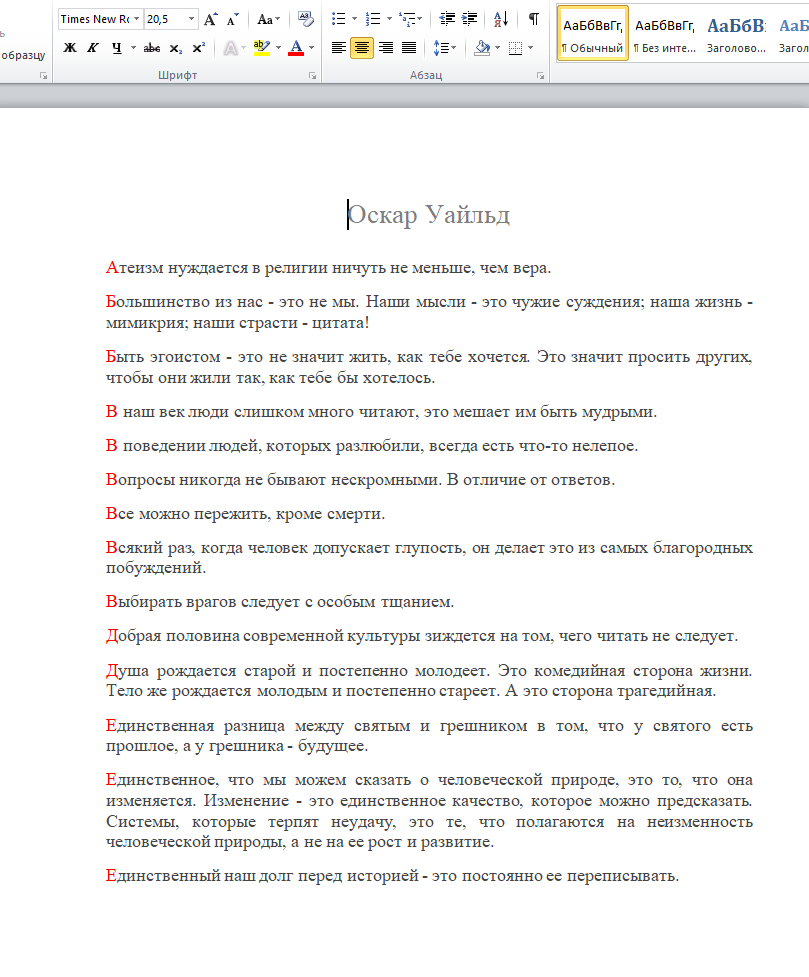 Times New Ro
20,5
Aa
Ж К Ч abc x₂ x²
образцу
Шрифт
Абзац
АаБбВвГг,
АаБбВвГг,
АаБбВ
АаБб
¶ Обычный
¶ Без инте...
Заголово...
Загол
Оскар Уайльд
Атеизм нуждается в религии ничуть не меньше, чем вера.
Большинство из нас - это не мы. Наши мысли - это чужие суждения; наша жизнь -
мимикрия; наши страсти - цитата!
Быть эгоистом - это не значит жить, как тебе хочется. Это значит просить других,
чтобы они жили так, как тебе бы хотелось.
В наш век люди слишком много читают, это мешает им быть мудрыми.
В поведении людей, которых разлюбили, всегда есть что-то нелепое.
Вопросы никогда не бывают нескромными. В отличие от ответов.
Все можно пережить, кроме смерти.
Всякий раз, когда человек допускает глупость, он делает это из самых благородных
побуждений.
Выбирать врагов следует с особым тщанием.
Добрая половина современной культуры зиждется на том, чего читать не следует.
Душа рождается старой и постепенно молодеет. Это комедийная сторона жизни.
Тело же рождается молодым и постепенно стареет. А это сторона трагедийная.
Единственная разница между святым и грешником в том, что у святого есть
прошлое, а у грешника - будущее.
Единственное, что мы можем сказать о человеческой природе, это то, что она
изменяется. Изменение - это единственное качество, которое можно предсказать.
Системы, которые терпят неудачу, это те, что полагаются на неизменность
человеческой природы, а не на ее рост и развитие.
Единственный наш долг перед историей - это постоянно ее переписывать.